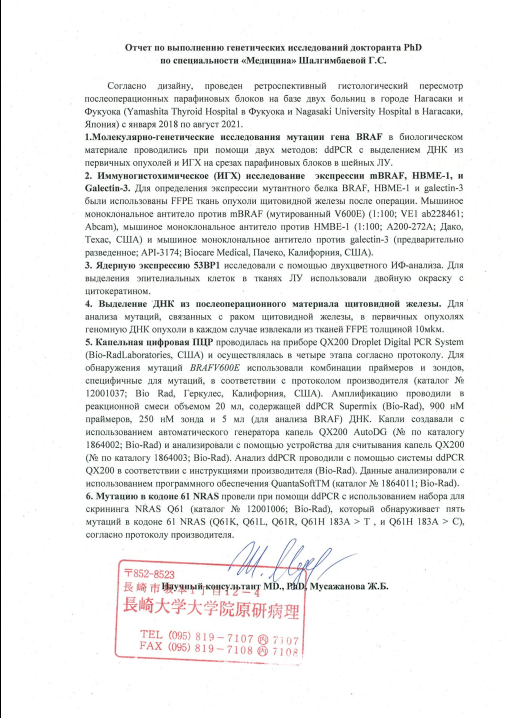 Отчет по выполнению генетических исследований докторанта PhD
по специальности «Медицина» Шалгимбаевой Г.С.
Согласно дизайну, проведен ретроспективный гистологический пересмотр
послеоперационных парафиновых блоков на базе двух больниц в городе Нагасаки и
Фукуока (Yamashita Thyroid Hospital в Фукуока и Nagasaki University Hospital в Нагасаки,
Япония) с января 2018 по август 2021.
1.Молекулярно-генетические исследования мутации гена BRAF в биологическом
материале проводились при помощи двух методов: ddPCR с выделением ДНК из
первичных опухолей и ИГХ на срезах парафиновых блоков в шейных ЛУ.
2. Иммуногистохимическое (ИГХ) исследование экспрессии mBRAF, HBME-1, и
Galectin-3. Для определения экспрессии мутантного белка BRAF, HBME-1 и galectin-3
были использованы FFPE ткань опухоли щитовидной железы после операции. Мышиное
моноклональное антитело против mBRAF (мутированный V600E) (1:100; VE1 ab228461;
Abcam), мышиное моноклональное антитело против HMBE-1 (1:100; A200-272A; Дако,
Техас, США) и мышиное моноклональное антитело против galectin-3 (предварительно
разведенное; API-3174; Biocare Medical, Пачеко, Калифорния, США).
3. Ядерную экспрессию 53BP1 исследовали с помощью двухцветного ИФ-анализа. Для
выделения эпителиальных клеток в тканях ЛУ использовали двойную окраску с
цитокератином.
4. Выделение ДНК из послеоперационного материала щитовидной железы. Для
анализа мутаций, связанных с раком щитовидной железы, в первичных опухолях
геномную ДНК опухоли в каждом случае извлекали из тканей FFPE толщиной 10мкм.
5. Капельная цифровая ПЦР проводилась на приборе QX200 Droplet Digital PCR System
(Bio-RadLaboratories, США) и осуществлялась в четыре этапа согласно протоколу. Для
обнаружения мутаций BRAFV600E использовали комбинации праймеров и зондов,
специфичные для мутаций, в соответствии с протоколом производителя (каталог №
12001037; Bio Rad, Геркулес, Калифорния, США). Амплификацию проводили в
реакционной смеси объемом 20 мл, содержащей ddPCR Supermix (Bio-Rad), 900 нМ
праймеров, 250 нМ зонда и 5 мл (для анализа BRAF) ДНК. Капли создавали с
использованием автоматического генератора капель QX200 AutoDG (№ по каталогу
1864002; Bio-Rad) и анализировали с помощью устройства для считывания капель QX200
(№ по каталогу 1864003; Bio-Rad). Анализ ddPCR проводили с помощью системы ddPCR
QX200 в соответствии с инструкциями производителя (Bio-Rad). Данные анализировали с
использованием программного обеспечения QuantaSoftTM (каталог № 1864011; Bio-Rad).
6. Мутацию в кодоне 61 NRAS провели при помощи ddPCR с использованием набора для
скрининга NRAS Q61 (каталог № 12001006; Bio-Rad), который обнаруживает пять
мутаций в кодоне 61 NRAS (Q61K, Q61L, Q61R, Q61H 183A > T , и Q61H 183A > C),
согласно протоколу производителя.
〒852-8523
長崎市坂本1丁目12-4
Научный консультант MD., PhD, Мусажанова Ж.Б.
長崎大学大学院原研病理
TEL (095) 819-7107 ㊅ 7107
FAX (095) 819-7108 ㊅ 7108